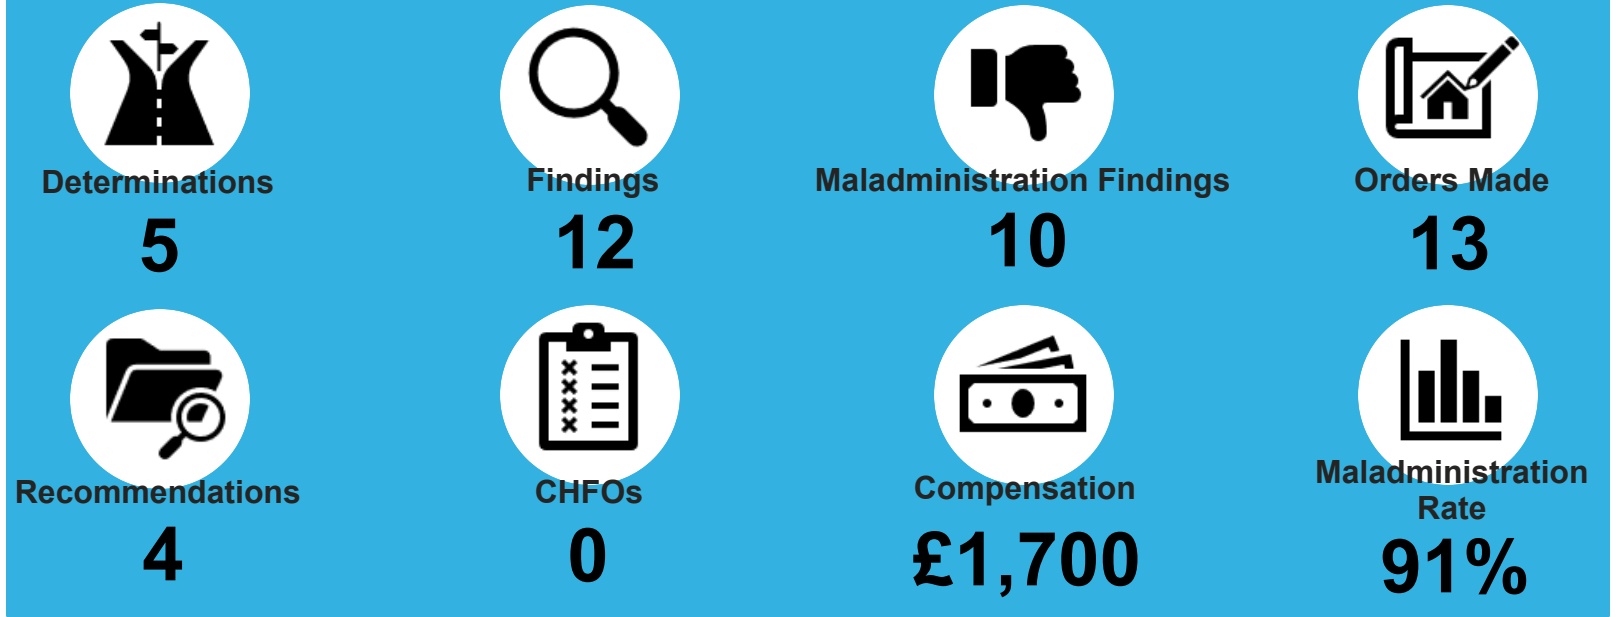 Determinations
5
Findings
12
Maladministration Findings
10
Orders Made
13
Recommendations
4
CHFOs
0
Compensation
£1,700
Maladministration
Rate
91%